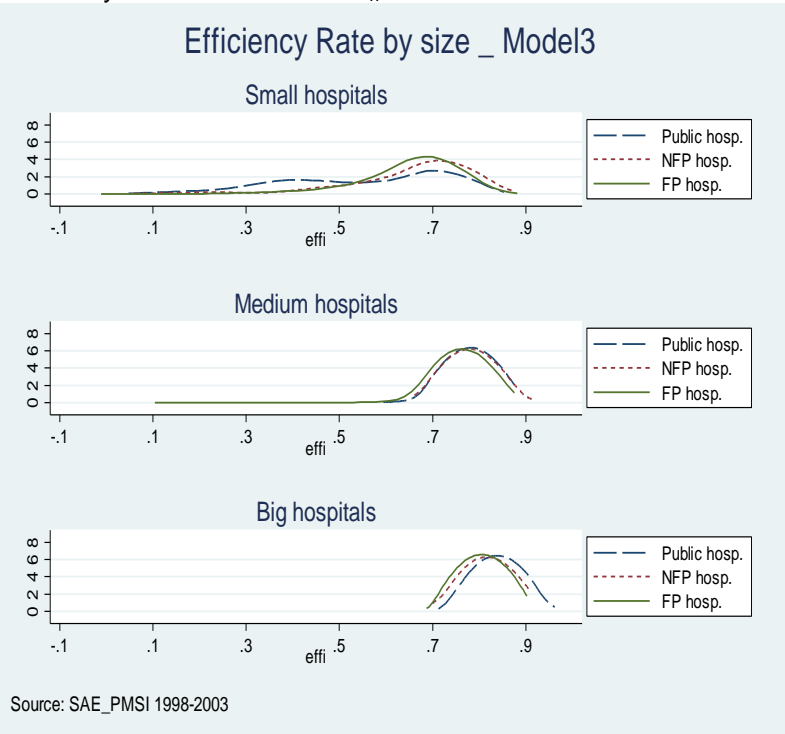 Efficiency Rate by size _ Model3
Small hospitals
8
6
4
2
0
-.1 .1 .3 .5 .7 .9
effi
Public hosp.
NFP hosp.
FP hosp.
Medium hospitals
8
6
4
2
0
-.1 .1 .3 .5 .7 .9
effi
Public hosp.
NFP hosp.
FP hosp.
Big hospitals
8
6
4
2
0
-.1 .1 .3 .5 .7 .9
effi
Public hosp.
NFP hosp.
FP hosp.
Source: SAE_PMSI 1998-2003